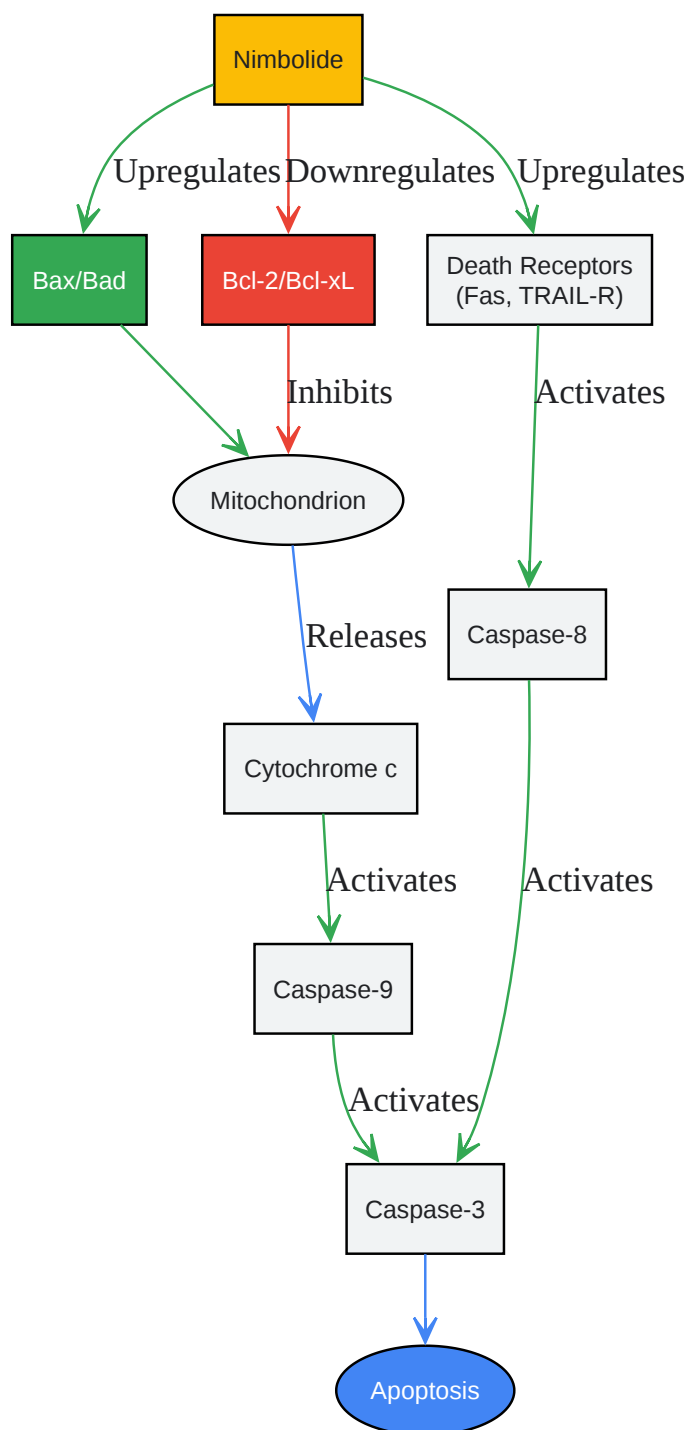 Nimbolide
Upregulates
Downregulates
Upregulates
Bax/Bad
Bcl-2/Bcl-xL
Death Receptors
(Fas, TRAIL-R)
Inhibits
Activates
Mitochondrion
Releases
Caspase-8
Cytochrome c
Activates
Activates
Caspase-9
Activates
Caspase-3
Apoptosis